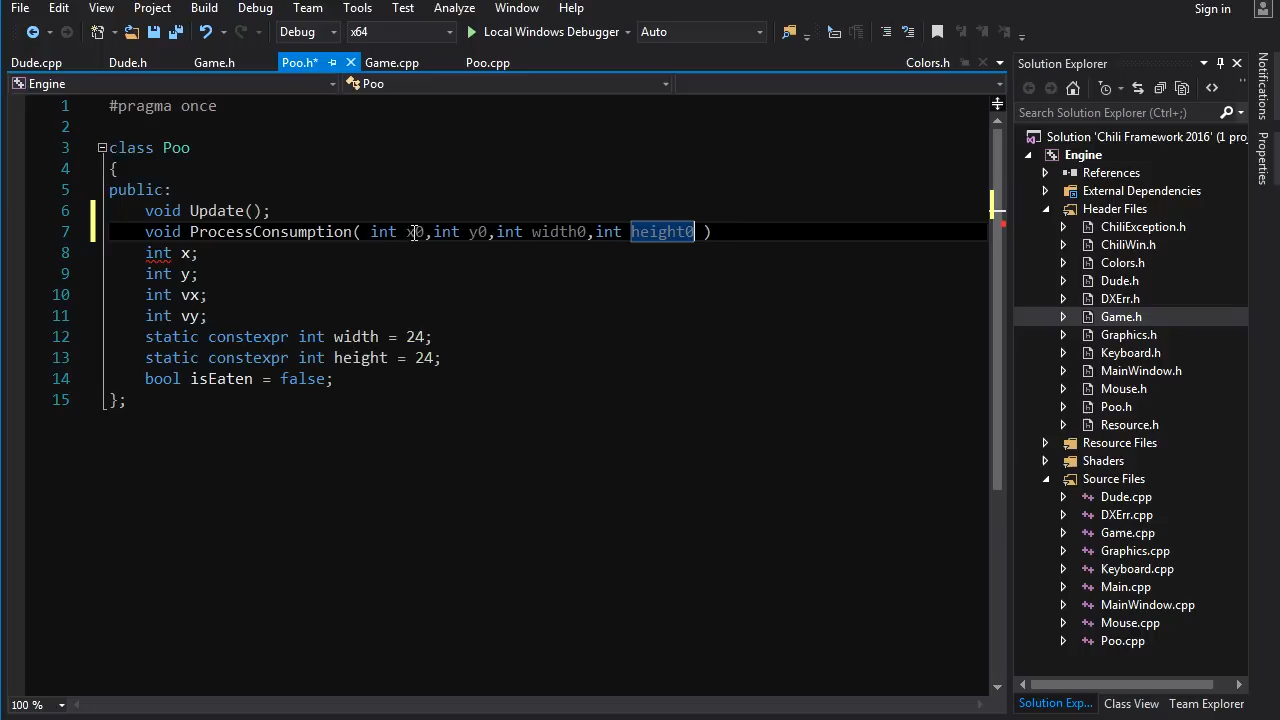 File Edit View Project Build Debug Team Tools Test Analyze Window Help Sign in
Debug x64 Local Windows Debugger Auto
Dude.cpp Dude.h Game.h Poo.h* Game.cpp Poo.cpp Colors.h
Engine Poo
1 #pragma once
2
3 class Poo
4 {
5 public:
6 void Update();
7 void ProcessConsumption( int x0,int y0,int width0,int height0 )
8 int x;
9 int y;
10 int vx;
11 int vy;
12 static constexpr int width = 24;
13 static constexpr int height = 24;
14 bool isEaten = false;
15 };
100 %
Solution Explorer
Search Solution Explorer (Ctrl+;)
Solution 'Chili Framework 2016' (1 proj
Engine
References
External Dependencies
Header Files
ChiliException.h
ChiliWin.h
Colors.h
Dude.h
DXErr.h
Game.h
Graphics.h
Keyboard.h
MainWindow.h
Mouse.h
Poo.h
Resource.h
Resource Files
Shaders
Source Files
Dude.cpp
DXErr.cpp
Game.cpp
Graphics.cpp
Keyboard.cpp
Main.cpp
MainWindow.cpp
Mouse.cpp
Poo.cpp
Solution Exp... Class View Team Explorer
Notifications
Properties